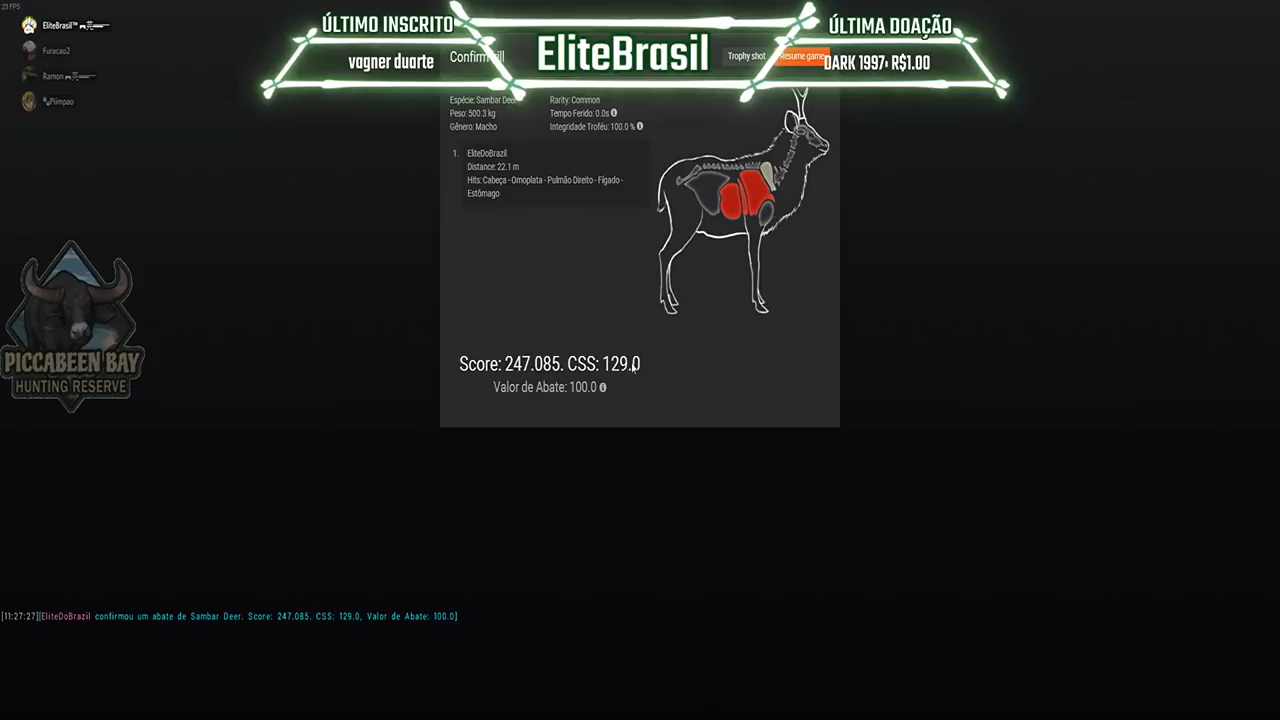 23 FPS
EliteBrasil™
Furacao2
Ramon
Piimpao
ÚLTIMO INSCRITO
vagner duarte
EliteBrasil
ÚLTIMA DOAÇÃO
DARK 1997: R$1.00
Trophy shot
Resume game
Espécie: Sambar Deer
Rarity: Common
Peso: 500.3 kg
Tempo Ferido: 0.0s
Gênero: Macho
Integridade Troféu: 100.0 %
1. EliteDoBrazil
Distance: 22.1 m
Hits: Cabeça - Omoplata - Pulmão Direito - Fígado -
Estômago
PICCABEEN BAY
HUNTING RESERVE
Score: 247.085. CSS: 129.0
Valor de Abate: 100.0
[11:27:27][EliteDoBrazil confirmou um abate de Sambar Deer. Score: 247.085. CSS: 129.0, Valor de Abate: 100.0]